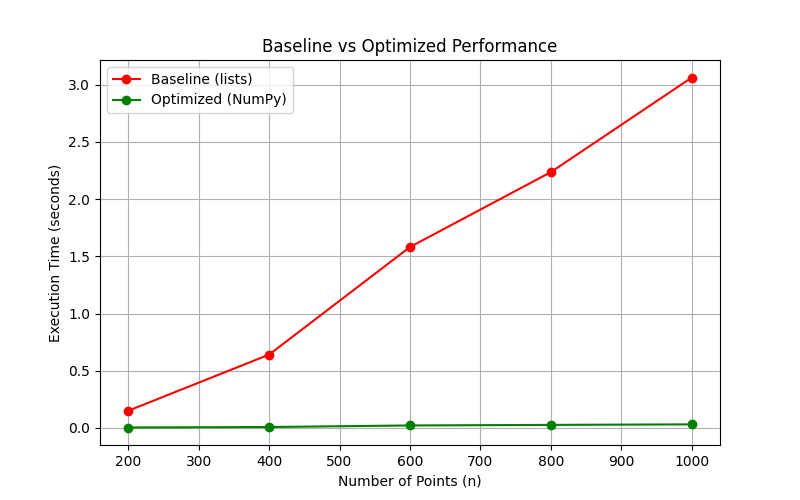 Baseline vs Optimized Performance
Baseline (lists)
Optimized (NumPy)
Execution Time (seconds)
3.0
2.5
2.0
1.5
1.0
0.5
0.0
200 300 400 500 600 700 800 900 1000
Number of Points (n)